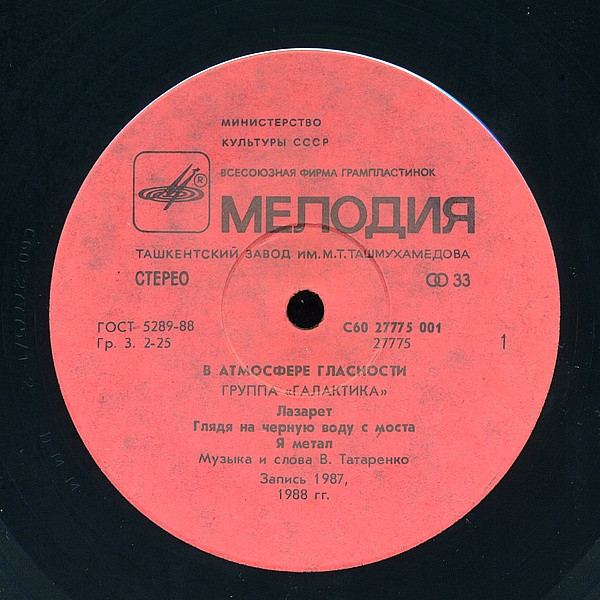 МИНИСТЕРСТВО
КУЛЬТУРЫ СССР
ВСЕСОЮЗНАЯ ФИРМА ГРАМПЛАСТИНОК
®
МЕЛОДИЯ
ТАШКЕНТСКИЙ ЗАВОД ИМ. М.Т. ТАШМУХАМЕДОВА
СТЕРЕО 33
ГОСТ 5289-88 С60 27775 001
Гр. 3. 2-25 27775 1
В АТМОСФЕРЕ ГЛАСНОСТИ
ГРУППА «ГАЛАКТИКА»
Лазарет
Глядя на черную воду с моста
Я метал
Музыка и слова В. Татаренко
Запись 1987,
1988 гг.